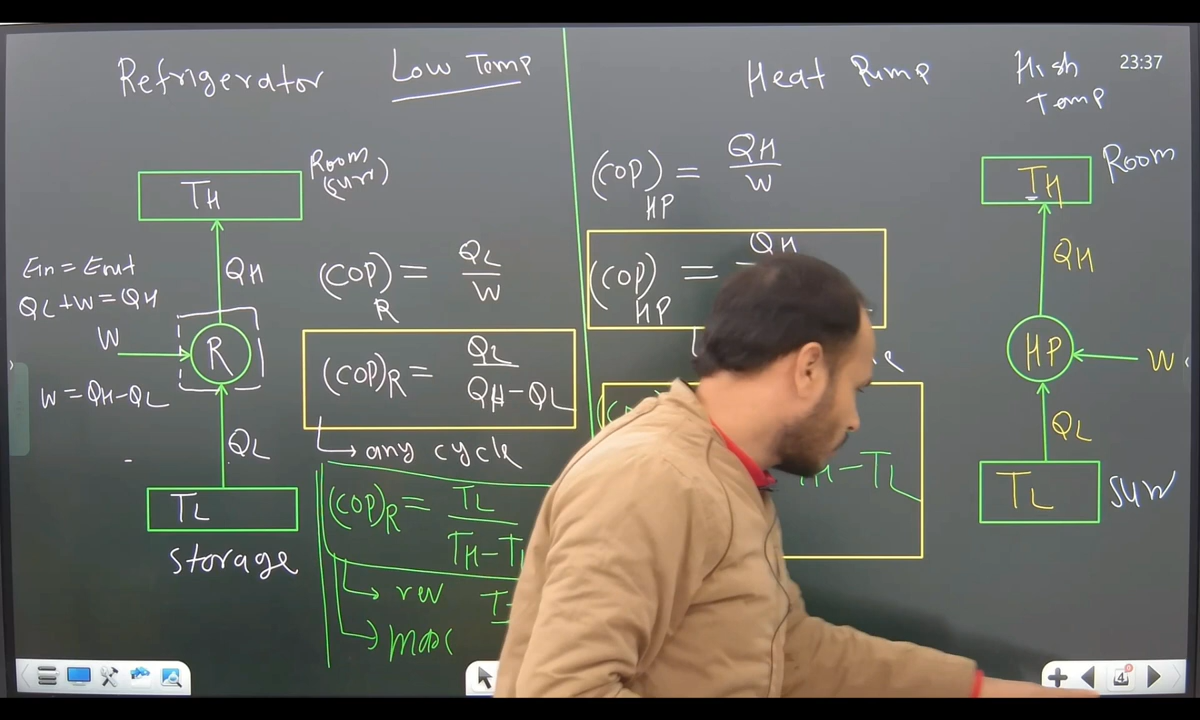 Refrigerator
Low Temp
TH
Room
(surr)
Ein = Eout
QL+W=QH
W
W = QH-QL
QH
R
QL
TL
storage
(COP)R = QL/W
(COP)R = QL/(QH-QL)
any cycle
(COP)R = TL
TH-T
rev
max
Heat Pump
High
Temp
23:37
(COP)HP = QH/W
(COP)HP = QH
H-TL
TH
Room
QH
HP
W
QL
TL
surr
4